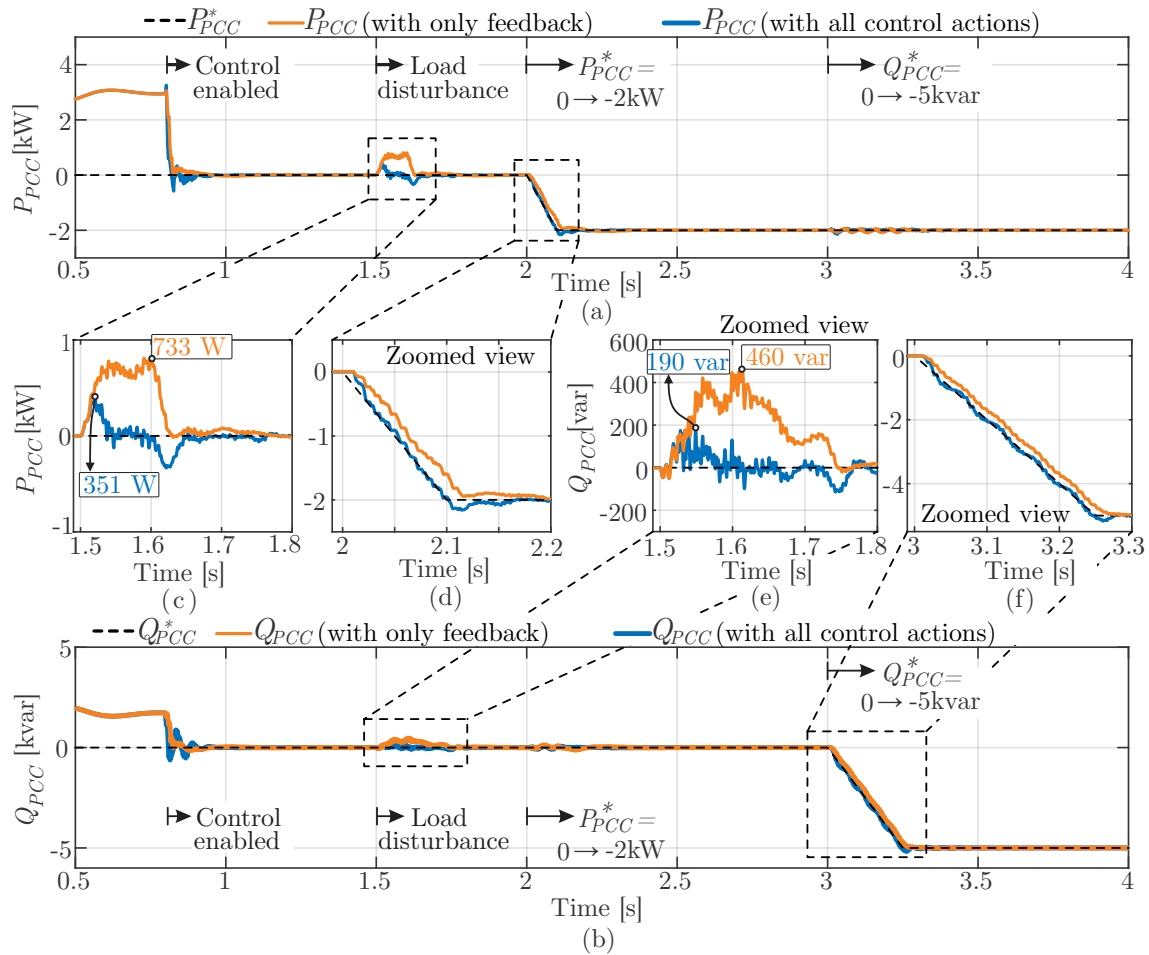 P*PCC PPCC (with only feedback) PPCC (with all control actions)
4
2
0
-2
PPCC[kW]
Control
enabled
Load
disturbance
P*PCC=
0→-2kW
Q*PCC=
0→-5kvar
0.5 1 1.5 2 2.5 3 3.5 4
Time [s]
(a)
1
0
-1
PPCC[kW]
733 W
351 W
1.5 1.6 1.7 1.8
Time [s]
(c)
0
-1
-2
Zoomed view
2 2.1 2.2
Time [s]
(d)
Zoomed view
600
400
200
0
-200
QPCC[var]
190 var
460 var
1.5 1.6 1.7 1.8
Time [s]
(e)
0
-2
-4
Zoomed view
3 3.1 3.2 3.3
Time [s]
(f)
Q*PCC QPCC (with only feedback) QPCC (with all control actions)
5
0
-5
QPCC [kvar]
Control
enabled
Load
disturbance
P*PCC=
0→-2kW
Q*PCC=
0→-5kvar
0.5 1 1.5 2 2.5 3 3.5 4
Time [s]
(b)